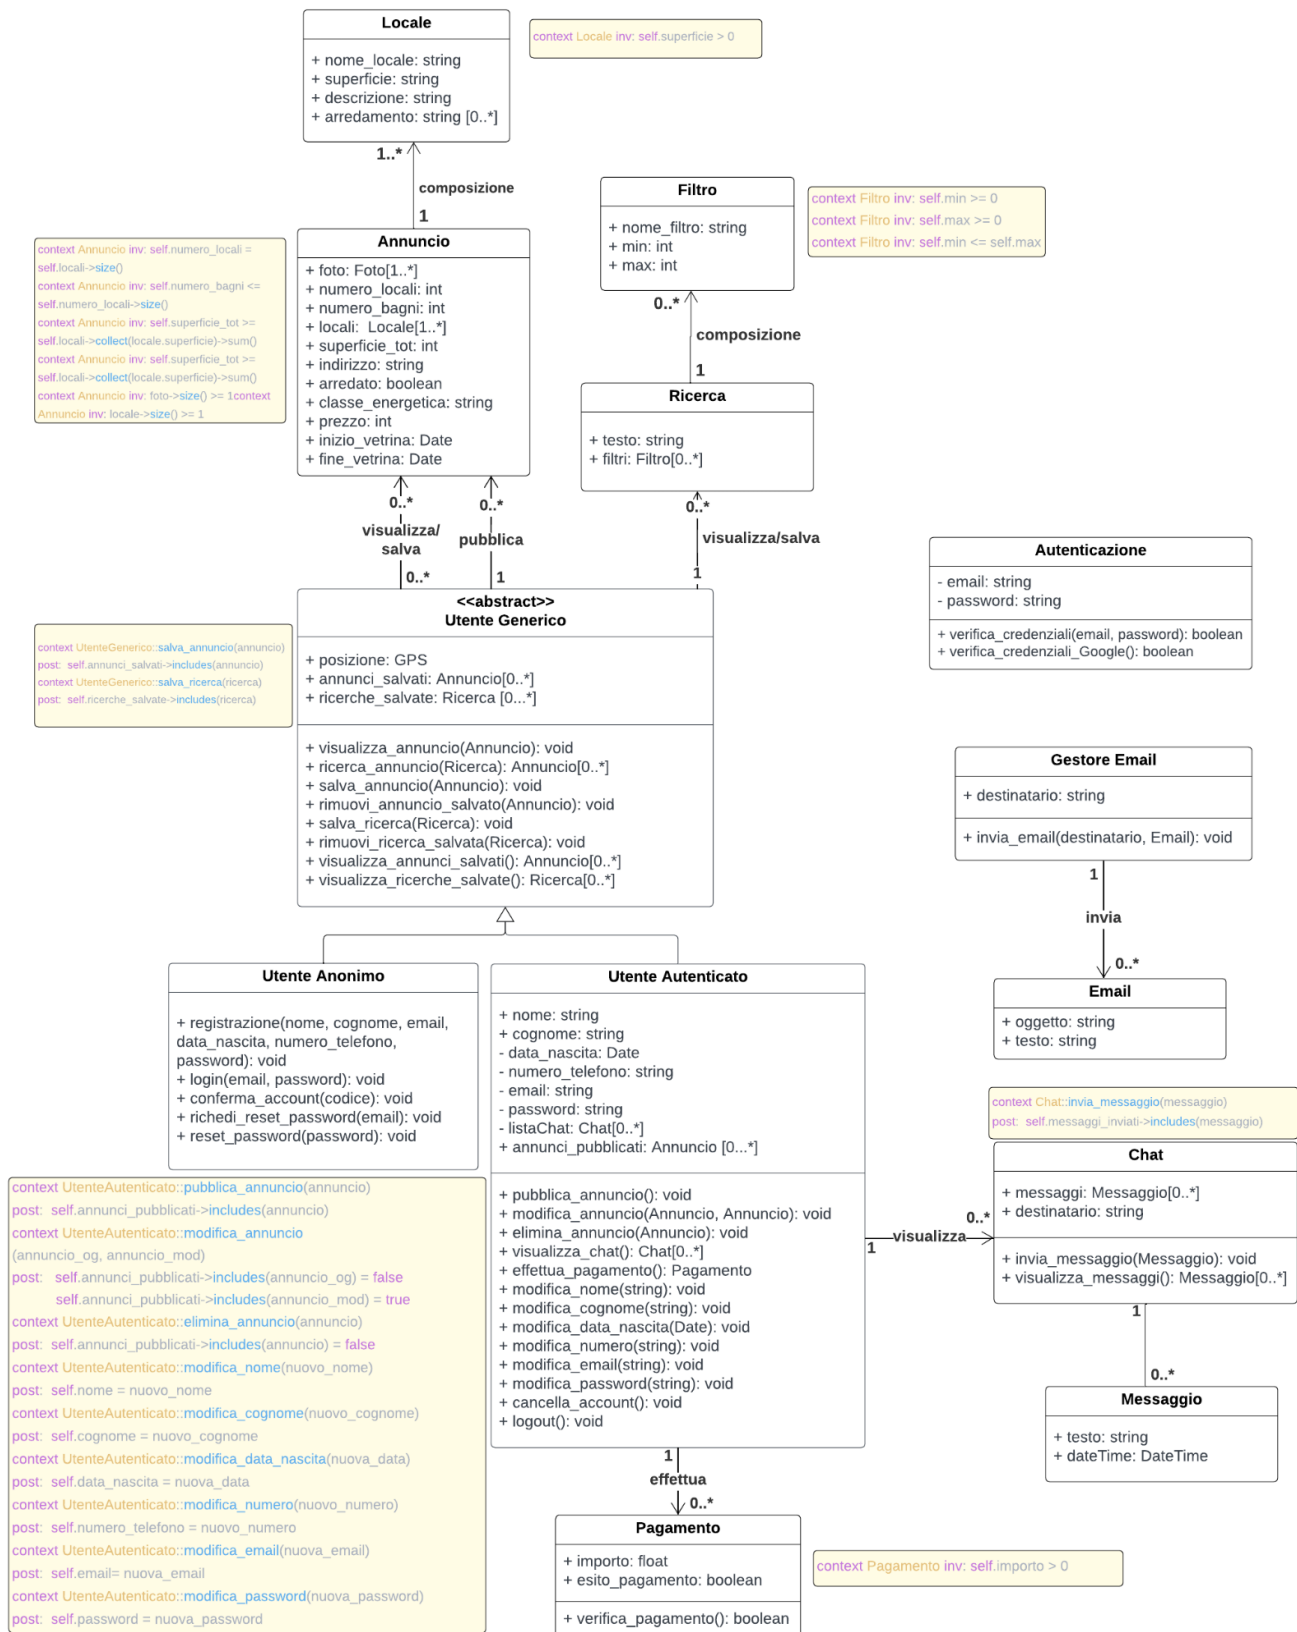 Locale
+ nome_locale: string
+ superficie: string
+ descrizione: string
+ arredamento: string [0..*]
context Locale inv: self.superficie > 0
1..*
composizione
1
Filtro
+ nome_filtro: string
+ min: int
+ max: int
context Filtro inv: self.min >= 0
context Filtro inv: self.max >= 0
context Filtro inv: self.min <= self.max
0..*
composizione
1
context Annuncio inv: self.numero_locali =
self.locali->size()
context Annuncio inv: self.numero_bagni <=
self.numero_locali->size()
context Annuncio inv: self.superficie_tot >=
self.locali->collect(locale.superficie)->sum()
context Annuncio inv: self.superficie_tot >=
self.locali->collect(locale.superficie)->sum()
context Annuncio inv: foto->size() >= 1context
Annuncio inv: locale->size() >= 1
Annuncio
+ foto: Foto[1..*]
+ numero_locali: int
+ numero_bagni: int
+ locali:  Locale[1..*]
+ superficie_tot: int
+ indirizzo: string
+ arredato: boolean
+ classe_energetica: string
+ prezzo: int
+ inizio_vetrina: Date
+ fine_vetrina: Date
Ricerca
+ testo: string
+ filtri: Filtro[0..*]
0..*
visualizza/
salva
0..*
0..*
pubblica
1
0..*
visualizza/salva
1
Autenticazione
- email: string
- password: string
+ verifica_credenziali(email, password): boolean
+ verifica_credenziali_Google(): boolean
context UtenteGenerico::salva_annuncio(annuncio)
post:  self.annunci_salvati->includes(annuncio)
context UtenteGenerico::salva_ricerca(ricerca)
post:  self.ricerche_salvate->includes(ricerca)
<<abstract>>
Utente Generico
+ posizione: GPS
+ annunci_salvati: Annuncio[0..*]
+ ricerche_salvate: Ricerca [0...*]
+ visualizza_annuncio(Annuncio): void
+ ricerca_annuncio(Ricerca): Annuncio[0..*]
+ salva_annuncio(Annuncio): void
+ rimuovi_annuncio_salvato(Annuncio): void
+ salva_ricerca(Ricerca): void
+ rimuovi_ricerca_salvata(Ricerca): void
+ visualizza_annunci_salvati(): Annuncio[0..*]
+ visualizza_ricerche_salvate(): Ricerca[0..*]
Gestore Email
+ destinatario: string
+ invia_email(destinatario, Email): void
1
invia
0..*
Email
+ oggetto: string
+ testo: string
Utente Anonimo
+ registrazione(nome, cognome, email,
data_nascita, numero_telefono,
password): void
+ login(email, password): void
+ conferma_account(codice): void
+ richedi_reset_password(email): void
+ reset_password(password): void
Utente Autenticato
+ nome: string
+ cognome: string
- data_nascita: Date
- numero_telefono: string
- email: string
- password: string
- listaChat: Chat[0..*]
+ annunci_pubblicati: Annuncio [0...*]
+ pubblica_annuncio(): void
+ modifica_annuncio(Annuncio, Annuncio): void
+ elimina_annuncio(Annuncio): void
+ visualizza_chat(): Chat[0..*]
+ effettua_pagamento(): Pagamento
+ modifica_nome(string): void
+ modifica_cognome(string): void
+ modifica_data_nascita(Date): void
+ modifica_numero(string): void
+ modifica_email(string): void
+ modifica_password(string): void
+ cancella_account(): void
+ logout(): void
context Chat::invia_messaggio(messaggio)
post:  self.messaggi_inviati->includes(messaggio)
Chat
+ messaggi: Messaggio[0..*]
+ destinatario: string
+ invia_messaggio(Messaggio): void
+ visualizza_messaggi(): Messaggio[0..*]
0..*
visualizza
1
1
0..*
Messaggio
+ testo: string
+ dateTime: DateTime
context UtenteAutenticato::pubblica_annuncio(annuncio)
post:  self.annunci_pubblicati->includes(annuncio)
context UtenteAutenticato::modifica_annuncio
(annuncio_og, annuncio_mod)
post:   self.annunci_pubblicati->includes(annuncio_og) = false
self.annunci_pubblicati->includes(annuncio_mod) = true
context UtenteAutenticato::elimina_annuncio(annuncio)
post:  self.annunci_pubblicati->includes(annuncio) = false
context UtenteAutenticato::modifica_nome(nuovo_nome)
post:  self.nome = nuovo_nome
context UtenteAutenticato::modifica_cognome(nuovo_cognome)
post:  self.cognome = nuovo_cognome
context UtenteAutenticato::modifica_data_nascita(nuova_data)
post:  self.data_nascita = nuova_data
context UtenteAutenticato::modifica_numero(nuovo_numero)
post:  self.numero_telefono = nuovo_numero
context UtenteAutenticato::modifica_email(nuova_email)
post:  self.email= nuova_email
context UtenteAutenticato::modifica_password(nuova_password)
post:  self.password = nuova_password
1
effettua
0..*
Pagamento
+ importo: float
+ esito_pagamento: boolean
+ verifica_pagamento(): boolean
context Pagamento inv: self.importo > 0